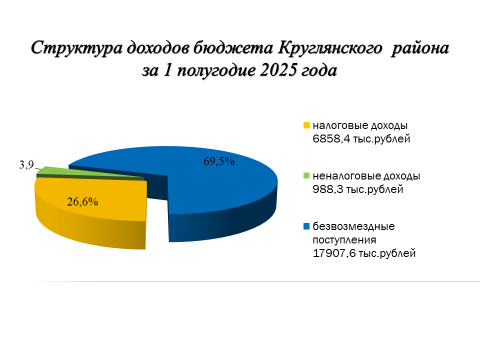 Структура доходов бюджета Круглянского района
за 1 полугодие 2025 года
69,5%
3,9
26,6%
налоговые доходы
6858,4 тыс.рублей
неналоговые доходы
988,3 тыс.рублей
безвозмездные
поступления
17907,6 тыс.рублей